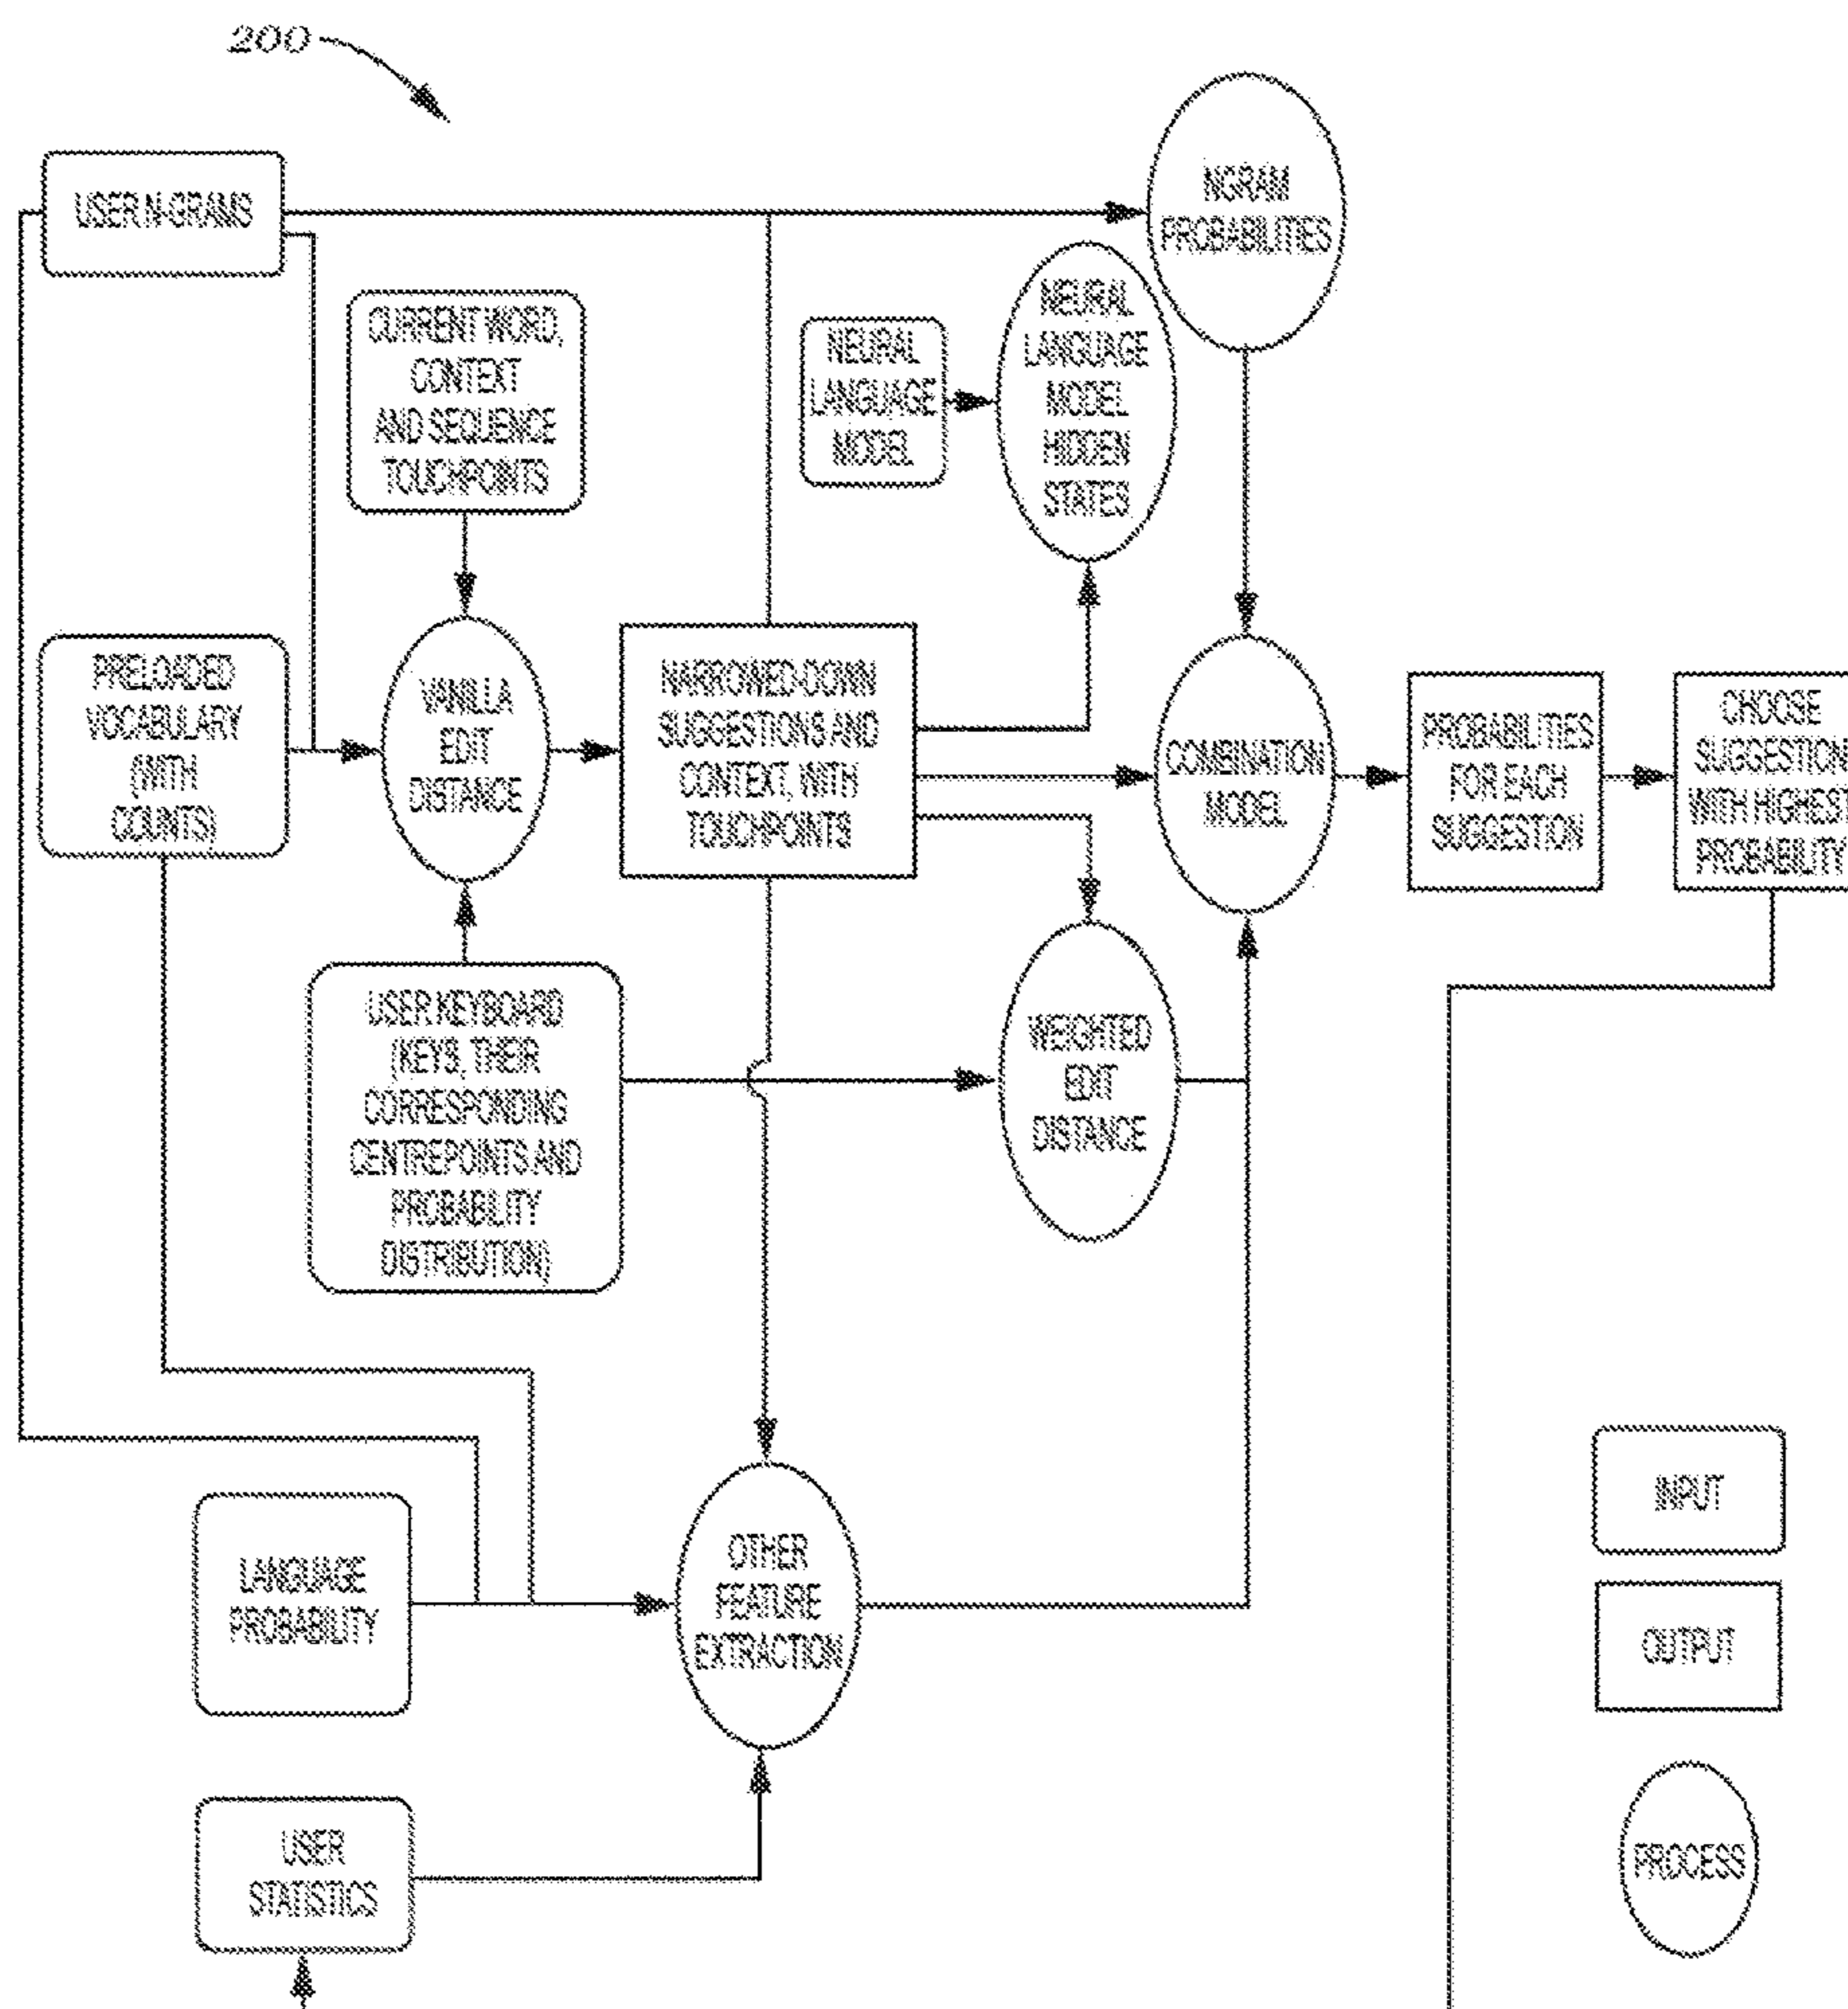 200
USER N-GRAMS
NGRAM
PROBABILITIES
CURRENT WORD,
CONTEXT
AND SEQUENCE
TOUCHPOINTS
NEURAL
LANGUAGE
MODEL
NEURAL
LANGUAGE
MODEL
HIDDEN
STATES
PRELOADED
VOCABULARY
(WITH
COUNTS)
VANILLA
EDIT
DISTANCE
NARROWED-DOWN
SUGGESTIONS AND
CONTEXT, WITH
TOUCHPOINTS
COMBINATION
MODEL
PROBABILITIES
FOR EACH
SUGGESTION
CHOOSE
SUGGESTION
WITH HIGHEST
PROBABILITY
USER KEYBOARD
(KEYS, THEIR
CORRESPONDING
CENTREPOINTS AND
PROBABILITY
DISTRIBUTION)
WEIGHTED
EDIT
DISTANCE
LANGUAGE
PROBABILITY
OTHER
FEATURE
EXTRACTION
USER
STATISTICS
INPUT
OUTPUT
PROCESS